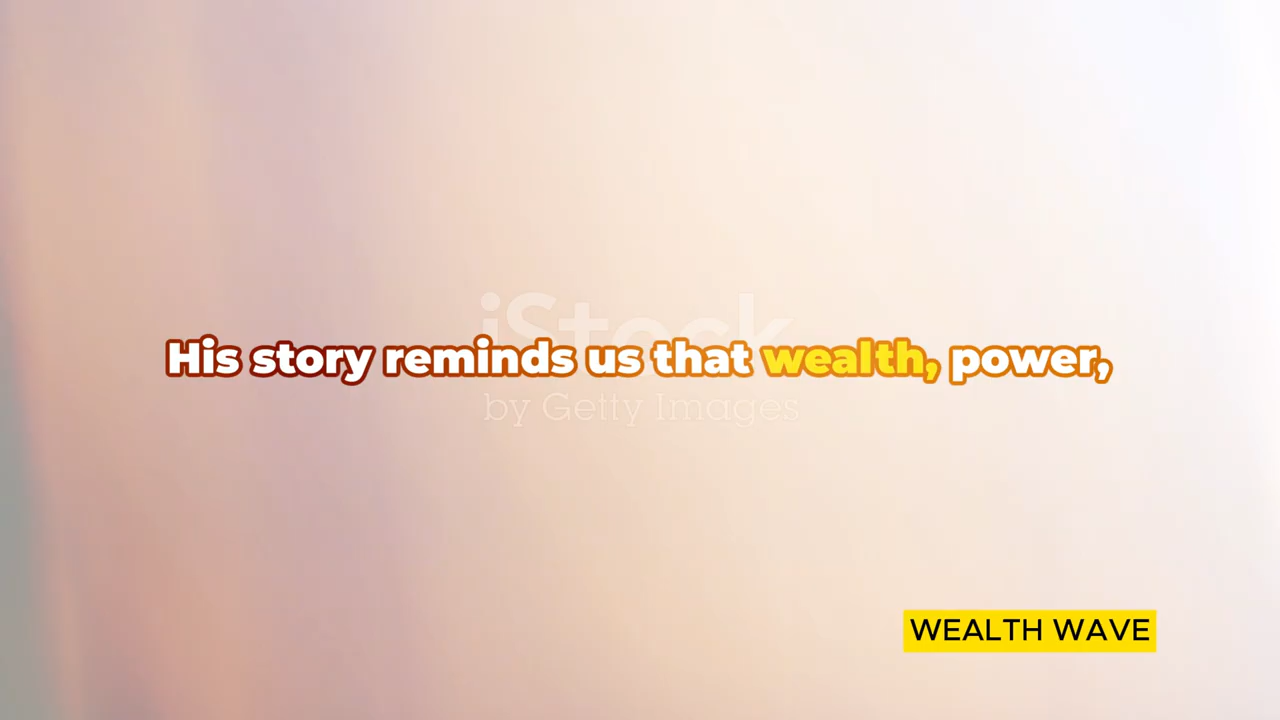 iStock
His story reminds us that wealth, power,
by Getty Images
WEALTH WAVE